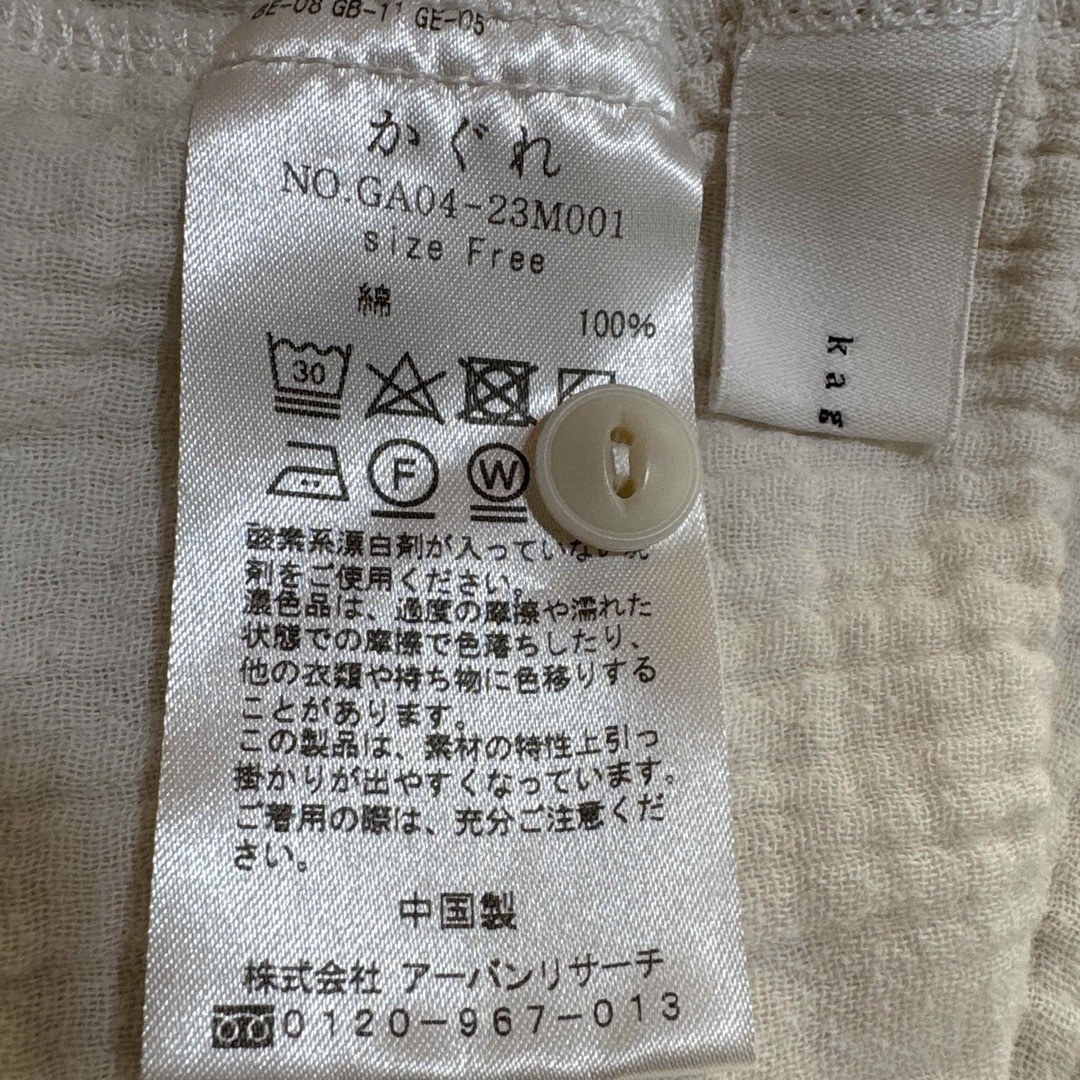 BE-08 GB-11 GE-05
かぐれ
NO.GA04-23M001
size Free
綿 100%
30
F W
酸素系漂白剤が入っていない洗
剤をご使用ください。
濃色品は、過度の摩擦や濡れた
状態での摩擦で色落ちしたり、
他の衣類や持ち物に色移りする
ことがあります。
この製品は、素材の特性上引っ
掛かりが出やすくなっています。
ご着用の際は、充分ご注意くだ
さい。
中国製
株式会社 アーバンリサーチ
0120-967-013
kag